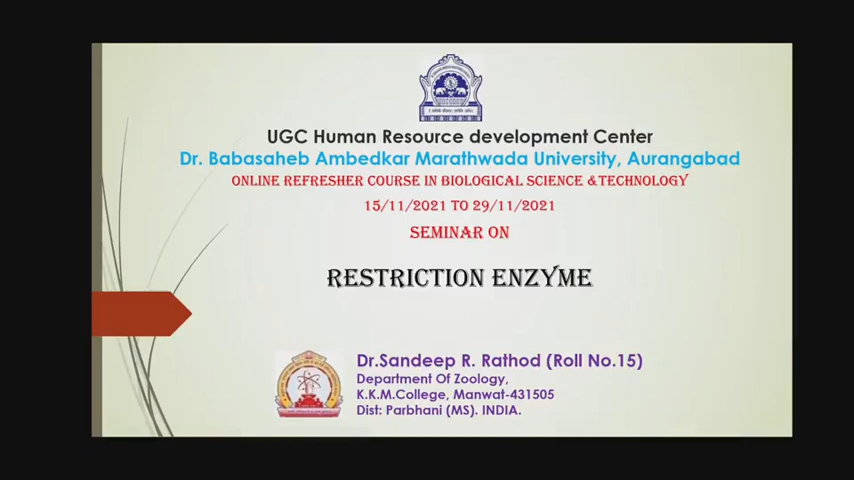 UGC Human Resource development Center
Dr. Babasaheb Ambedkar Marathwada University, Aurangabad
ONLINE REFRESHER COURSE IN BIOLOGICAL SCIENCE &TECHNOLOGY
15/11/2021 TO 29/11/2021
SEMINAR ON
RESTRICTION ENZYME
Dr.Sandeep R. Rathod (Roll No.15)
Department Of Zoology,
K.K.M.College, Manwat-431505
Dist: Parbhani (MS). INDIA.